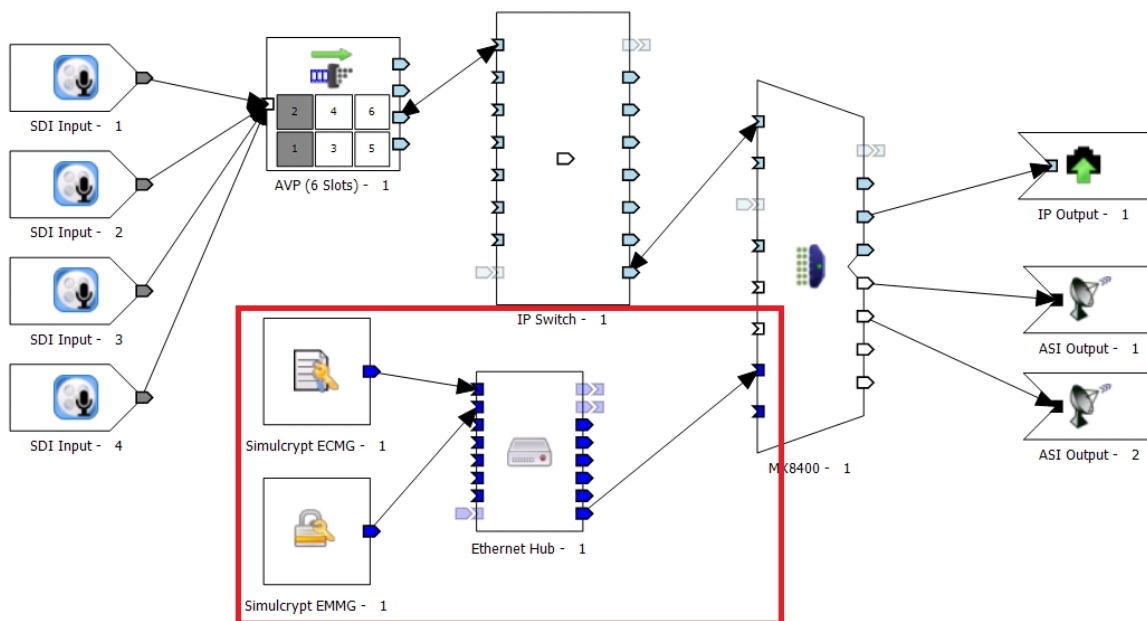 SDI Input - 1
SDI Input - 2
SDI Input - 3
SDI Input - 4
2 4 6
1 3 5
AVP (6 Slots) - 1
IP Switch - 1
Simulcrypt ECMG - 1
Simulcrypt EMMG - 1
Ethernet Hub - 1
MX8400 - 1
IP Output - 1
ASI Output - 1
ASI Output - 2